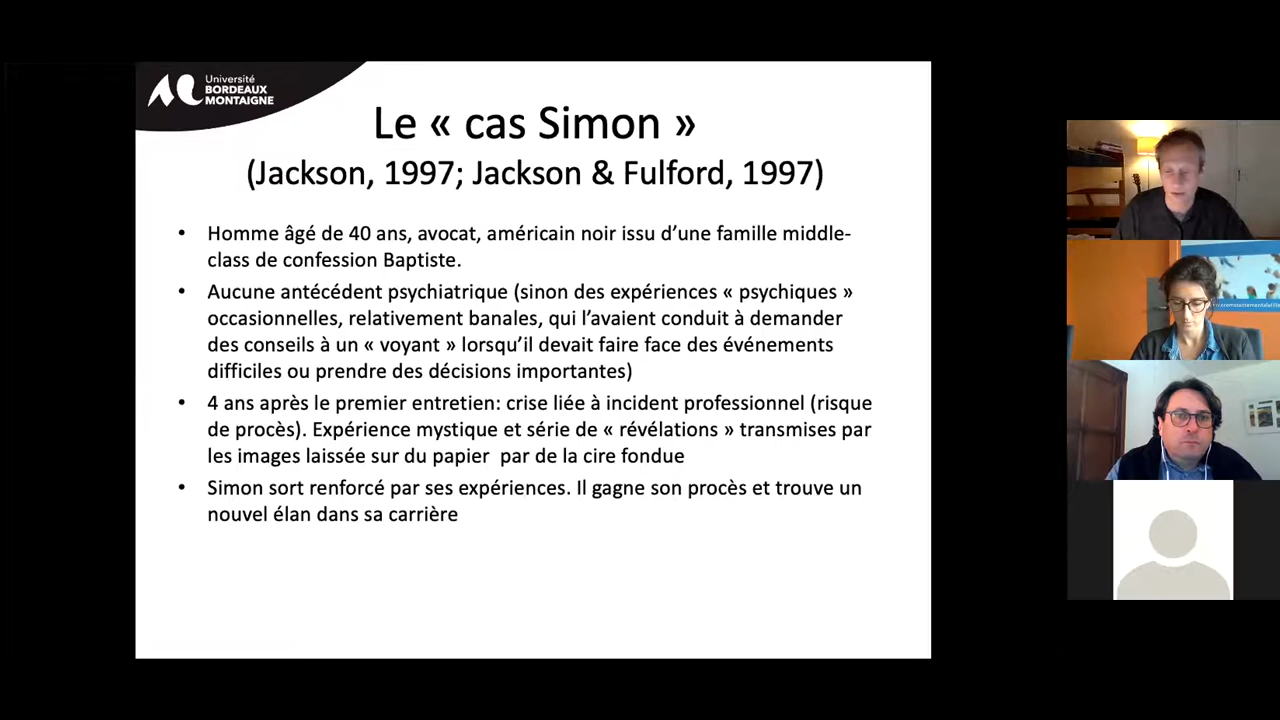 Université
BORDEAUX
MONTAIGNE
Le « cas Simon »
(Jackson, 1997; Jackson & Fulford, 1997)
• Homme âgé de 40 ans, avocat, américain noir issu d’une famille middle-
class de confession Baptiste.
• Aucune antécédent psychiatrique (sinon des expériences « psychiques »
occasionnelles, relativement banales, qui l’avaient conduit à demander
des conseils à un « voyant » lorsqu’il devait faire face des événements
difficiles ou prendre des décisions importantes)
• 4 ans après le premier entretien: crise liée à incident professionnel (risque
de procès). Expérience mystique et série de « révélations » transmises par
les images laissée sur du papier par de la cire fondue
• Simon sort renforcé par ses expériences. Il gagne son procès et trouve un
nouvel élan dans sa carrière